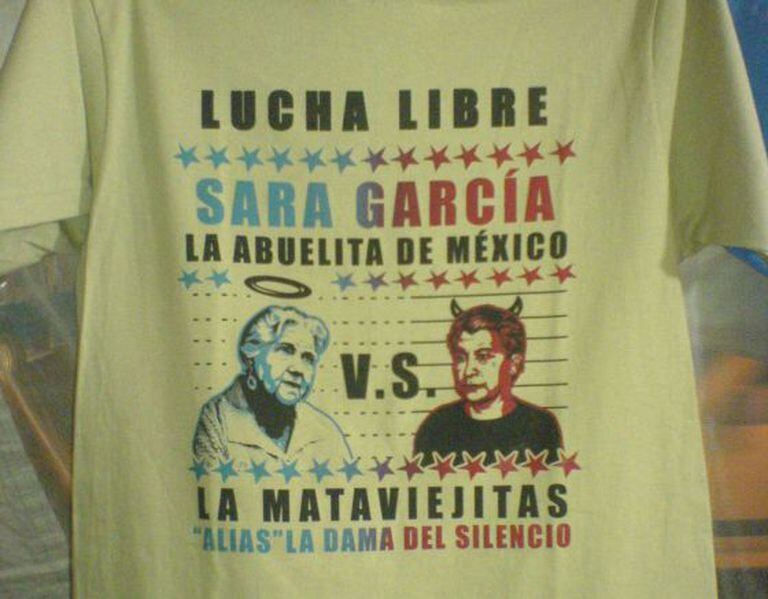 LUCHA LIBRE
SARA GARCÍA
LA ABUELITA DE MÉXICO
V.S.
LA MATAVIEJITAS
"ALIAS" LA DAMA DEL SILENCIO